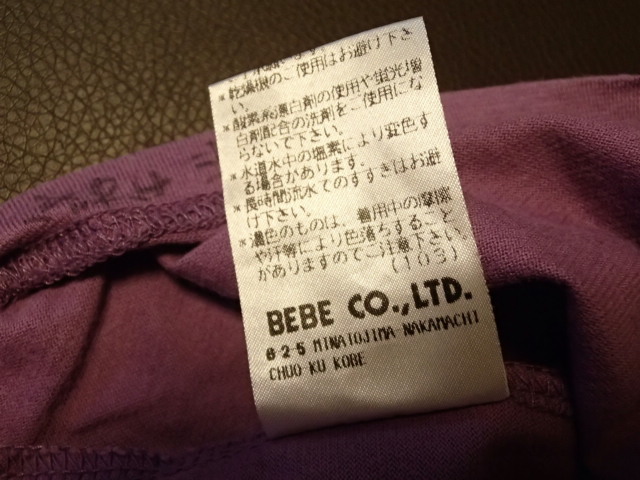 ※乾燥機のご使用はお避け下さ
い。
※酸素系漂白剤の使用や蛍光増
白剤配合の洗剤をご使用にな
らないで下さい。
※水道水中の塩素により変色す
る場合があります。
※長時間流水でのすすぎはお避
け下さい。
※濃色のものは、着用中の摩擦
や汗等により色落ちすること
がありますのでご注意下さい
(103)
BEBE CO.,LTD.
6-2-5 MINATOJIMA-NAKAMACHI
CHUO-KU KOBE